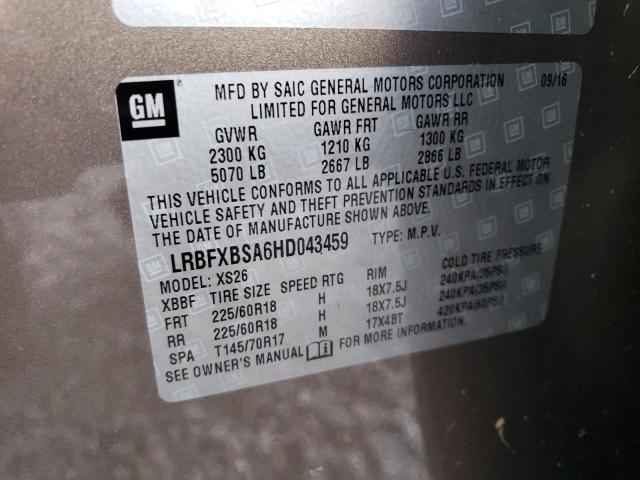 GM
GM
MFD BY SAIC GENERAL MOTORS CORPORATION 09/16
LIMITED FOR GENERAL MOTORS LLC
GVWR GAWR FRT GAWR RR
2300 KG 1210 KG 1300 KG
5070 LB 2667 LB 2866 LB
THIS VEHICLE CONFORMS TO ALL APPLICABLE U.S. FEDERAL MOTOR
VEHICLE SAFETY AND THEFT PREVENTION STANDARDS IN EFFECT ON
THE DATE OF MANUFACTURE SHOWN ABOVE.
LRBFXBSA6HD043459 TYPE: M.P.V.
MODEL: XS26
XBBF TIRE SIZE SPEED RTG RIM COLD TIRE PRESSURE
FRT 225/60R18 H 18X7.5J 240KPA(35PSI)
RR 225/60R18 H 18X7.5J 240KPA(35PSI)
SPA T145/70R17 M 17X4BT 420KPA(60PSI)
SEE OWNER'S MANUAL FOR MORE INFORMATION.